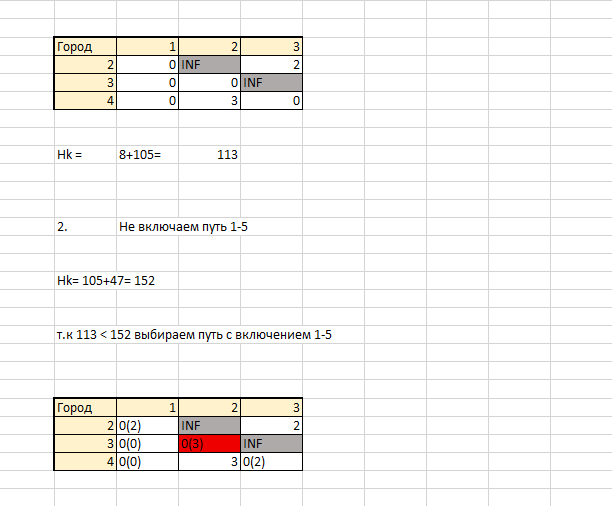 Город 1 2 3
2 0 INF 2
3 0 0 INF
4 0 3 0
Hk = 8+105= 113
2. Не включаем путь 1-5
Hk= 105+47= 152
т.к 113 < 152 выбираем путь с включением 1-5
Город 1 2 3
2 0(2) INF 2
3 0(0) 0(3) INF
4 0(0) 3 0(2)